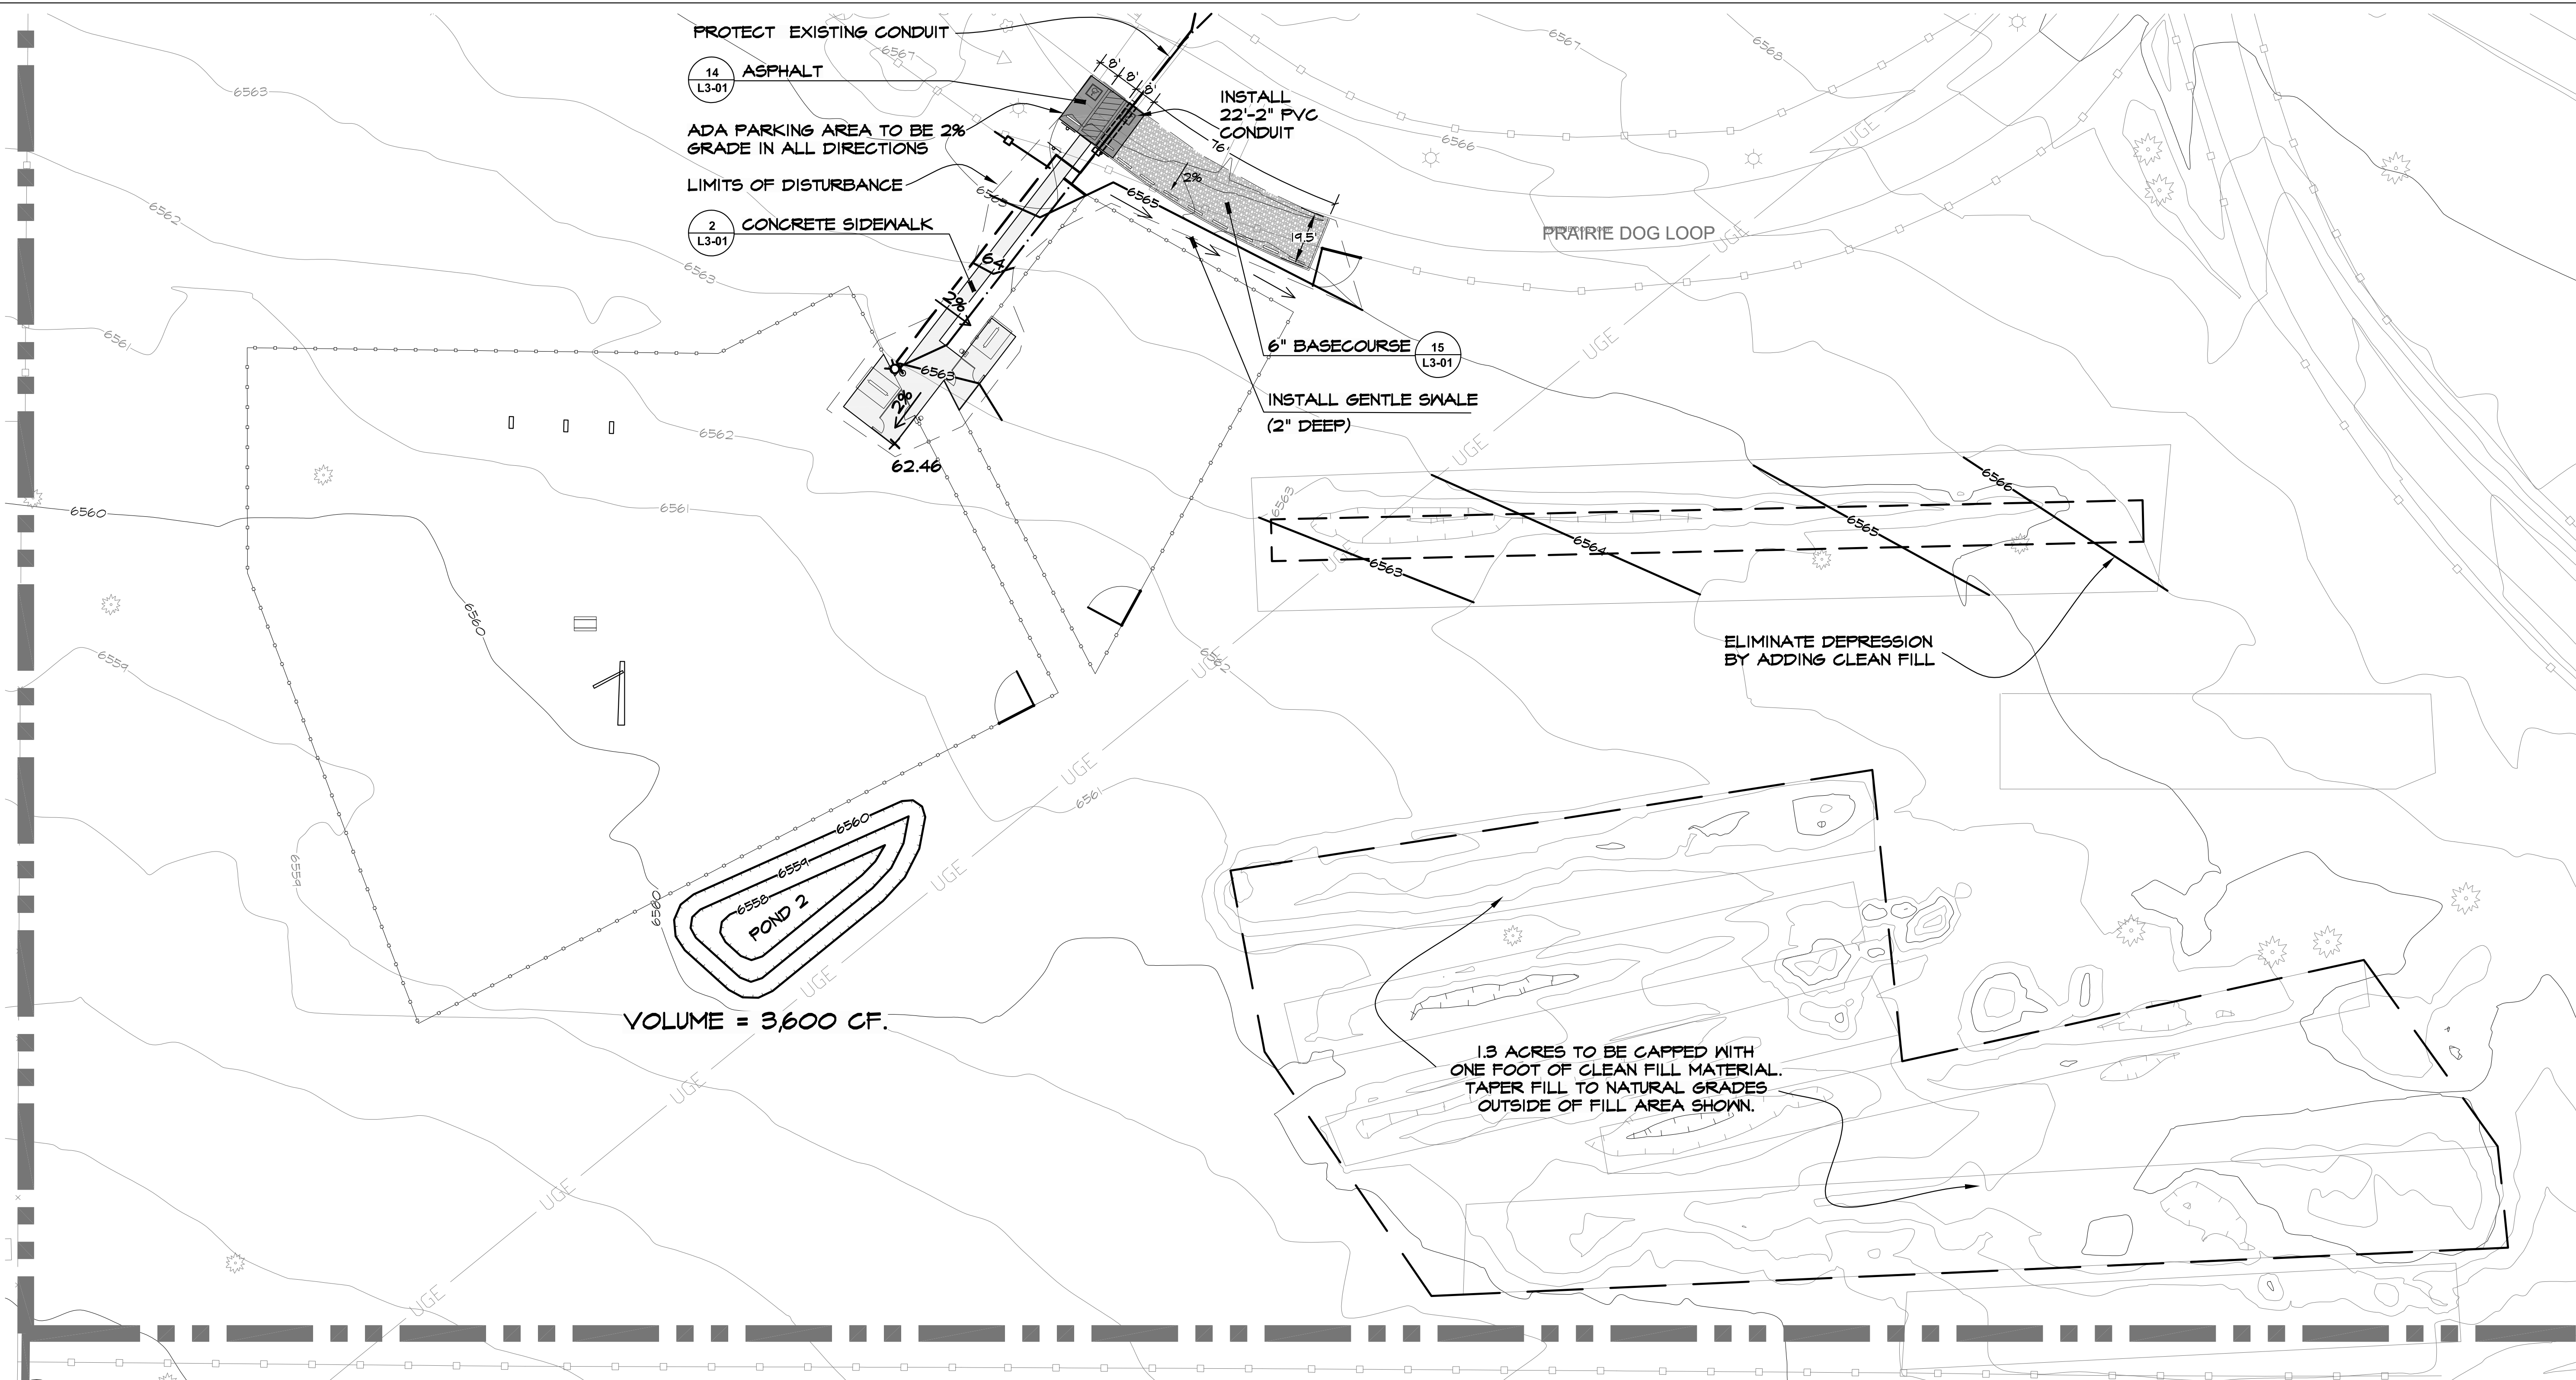 PROTECT EXISTING CONDUIT
14
L3-01
ASPHALT
ADA PARKING AREA TO BE 2%
GRADE IN ALL DIRECTIONS
LIMITS OF DISTURBANCE
2
L3-01
CONCRETE SIDEWALK
8'
8'
8'
INSTALL
22'-2" PVC
CONDUIT
76'
2%
19.5'
6565
6565
64
2%
6563
2%
62.46
6" BASECOURSE
15
L3-01
INSTALL GENTLE SWALE
(2" DEEP)
PRAIRIE DOG LOOP
6567
6567
6568
6566
6563
6562
6563
6561
6562
6561
6560
6560
6559
6559
6560
6561
6562
6563
6563
6564
6565
6566
UGE
UGE
UGE
UGE
UGE
UGE
UGE
UGE
UGE
UGE
UGE
UGE
ELIMINATE DEPRESSION
BY ADDING CLEAN FILL
6560
6559
6558
POND 2
VOLUME = 3,600 CF.
1.3 ACRES TO BE CAPPED WITH
ONE FOOT OF CLEAN FILL MATERIAL.
TAPER FILL TO NATURAL GRADES
OUTSIDE OF FILL AREA SHOWN.